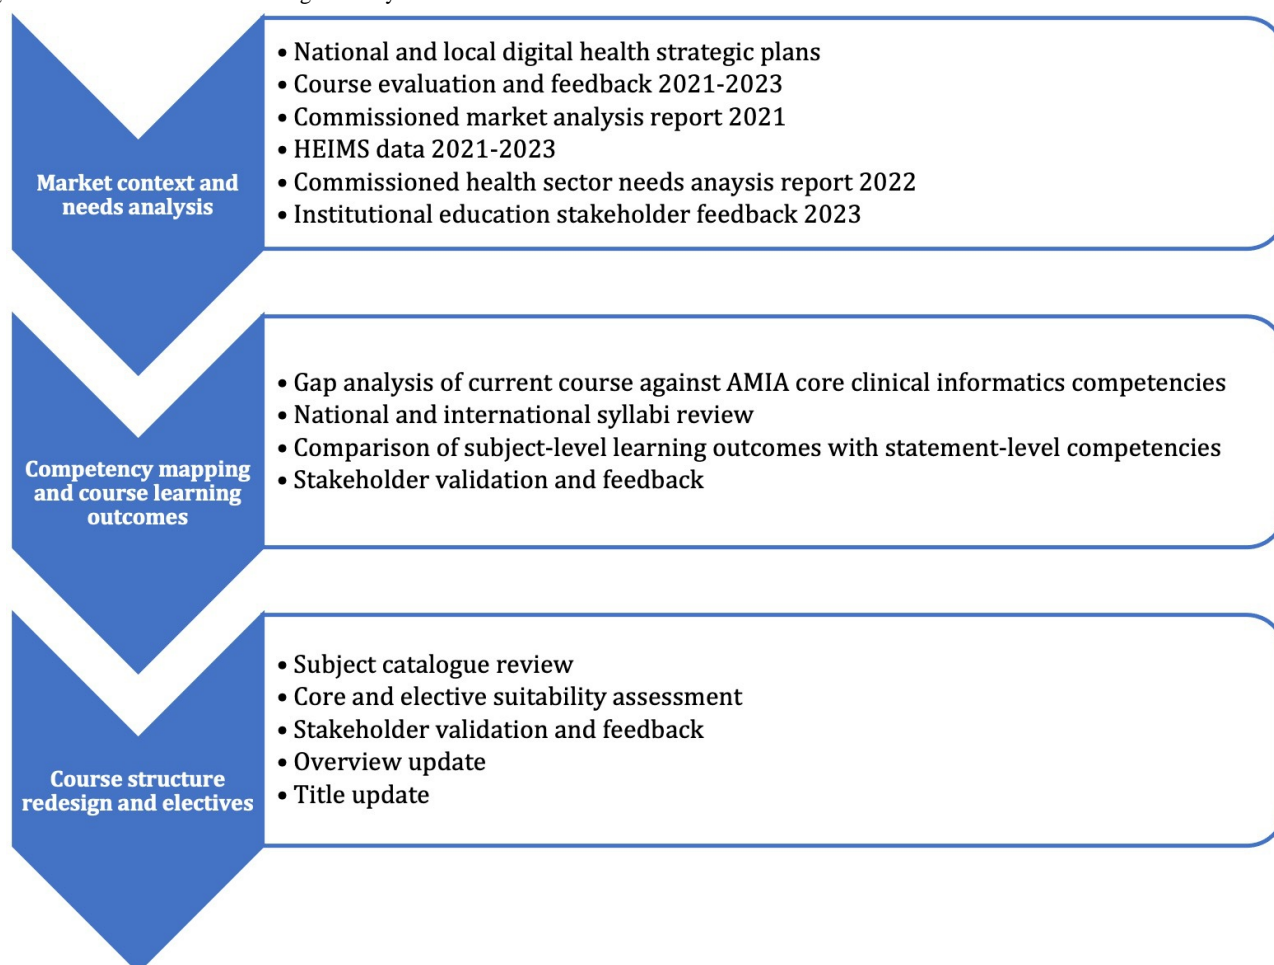 Market context and
needs analysis
• National and local digital health strategic plans
• Course evaluation and feedback 2021-2023
• Commissioned market analysis report 2021
• HEIMS data 2021-2023
• Commissioned health sector needs anaysis report 2022
• Institutional education stakeholder feedback 2023
Competency mapping
and course learning
outcomes
• Gap analysis of current course against AMIA core clinical informatics competencies
• National and international syllabi review
• Comparison of subject-level learning outcomes with statement-level competencies
• Stakeholder validation and feedback
Course structure
redesign and electives
• Subject catalogue review
• Core and elective suitability assessment
• Stakeholder validation and feedback
• Overview update
• Title update